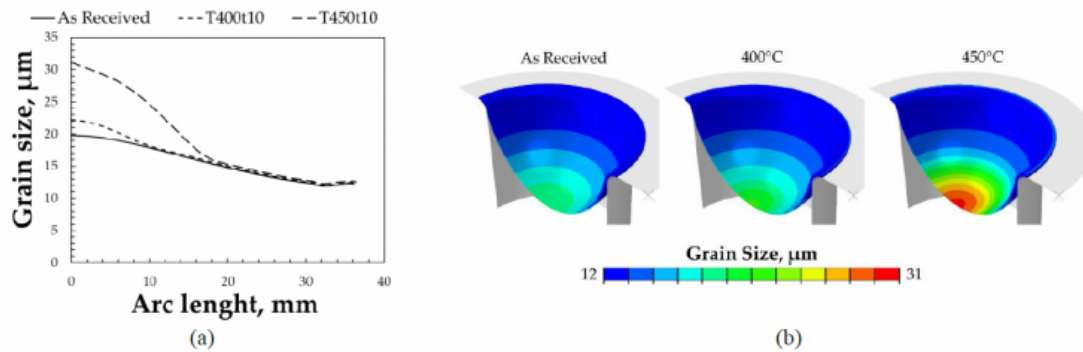 As Received T400t10 T450t10
35
30
25
20
15
10
5
0
0 10 20 30 40
Grain size, μm
Arc lenght, mm
(a)
As Received 400°C 450°C
Grain Size, μm
12 31
(b)